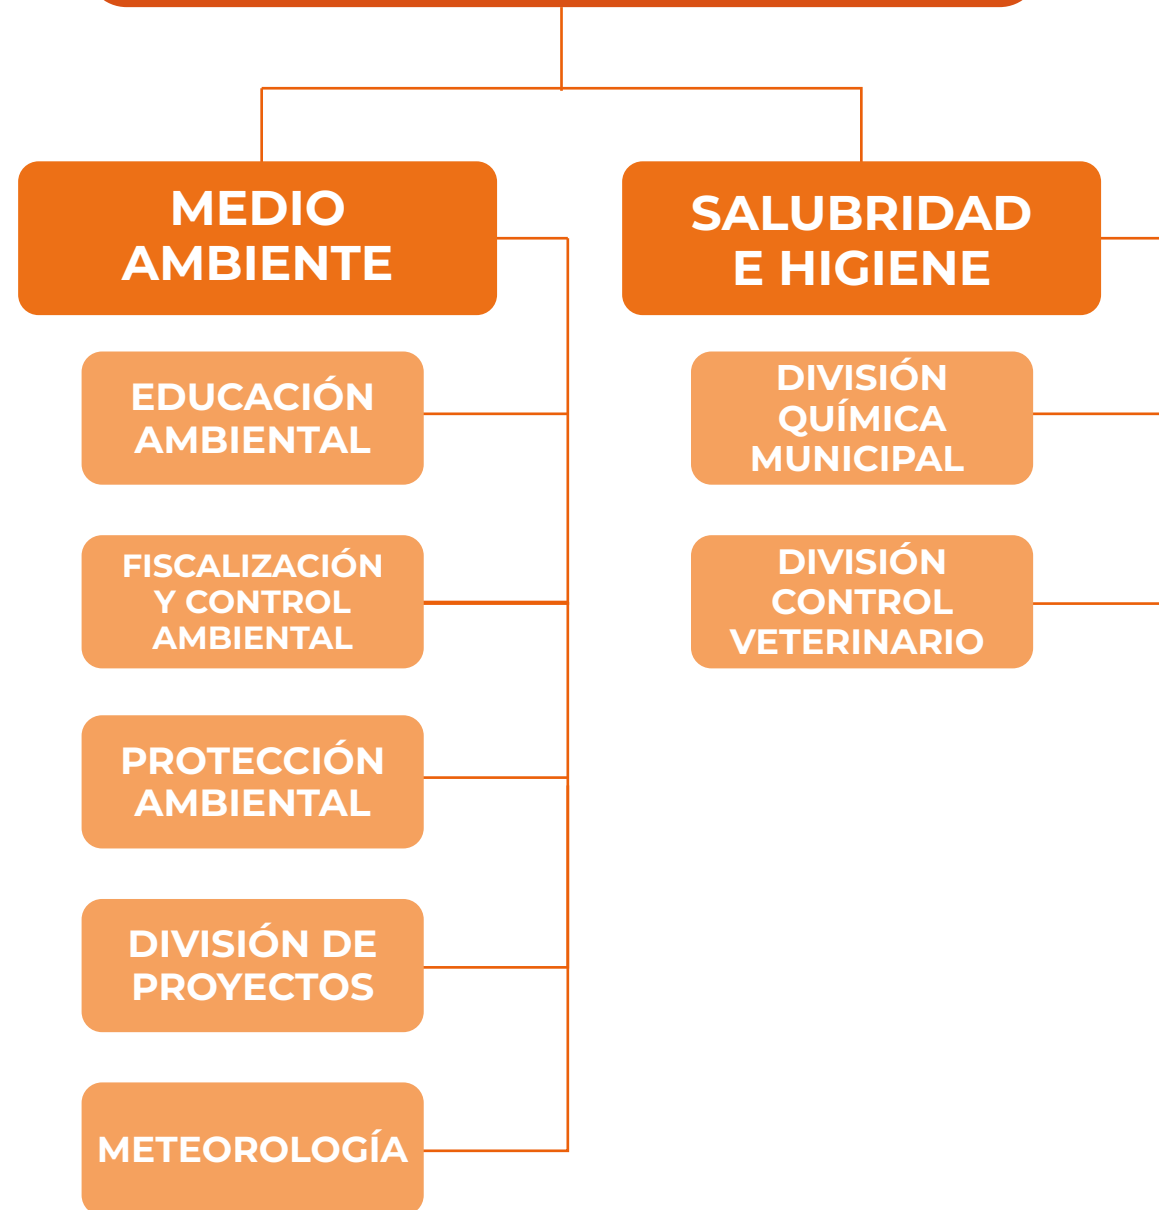 MEDIO
AMBIENTE
EDUCACIÓN
AMBIENTAL
FISCALIZACIÓN
Y CONTROL
AMBIENTAL
PROTECCIÓN
AMBIENTAL
DIVISIÓN DE
PROYECTOS
METEOROLOGÍA
SALUBRIDAD
E HIGIENE
DIVISIÓN
QUÍMICA
MUNICIPAL
DIVISIÓN
CONTROL
VETERINARIO